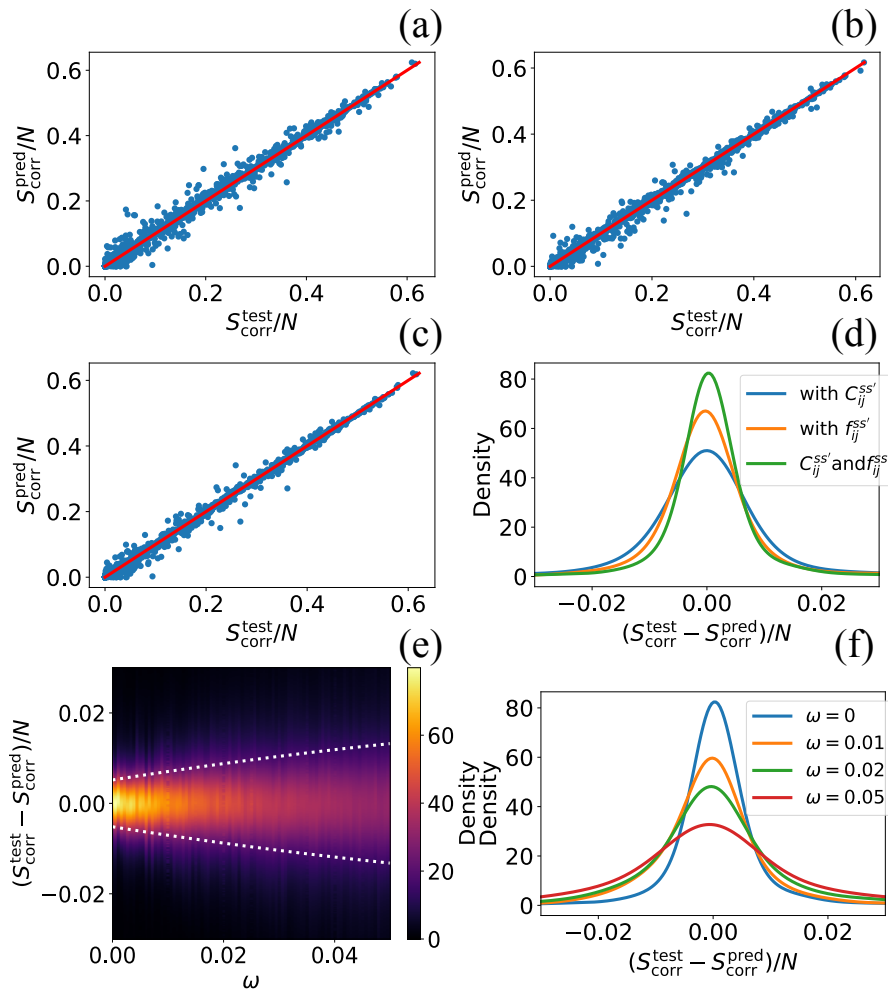 (a)
0.6
0.4
0.2
0.0
S_corr^pred/N
0.0 0.2 0.4 0.6
S_corr^test/N
(b)
0.6
0.4
0.2
0.0
S_corr^pred/N
0.0 0.2 0.4 0.6
S_corr^test/N
(c)
0.6
0.4
0.2
0.0
S_corr^pred/N
0.0 0.2 0.4 0.6
S_corr^test/N
(d)
80
60
40
20
0
Density
with C_ij^ss'
with f_ij^ss'
C_ij^ss' and f_ij^ss
−0.02 0.00 0.02
(S_corr^test − S_corr^pred)/N
(e)
0.02
0.00
−0.02
(S_corr^test − S_corr^pred)/N
0.00 0.02 0.04
ω
60
40
20
0
Density
(f)
80
60
40
20
0
Density
ω = 0
ω = 0.01
ω = 0.02
ω = 0.05
−0.02 0.00 0.02
(S_corr^test − S_corr^pred)/N